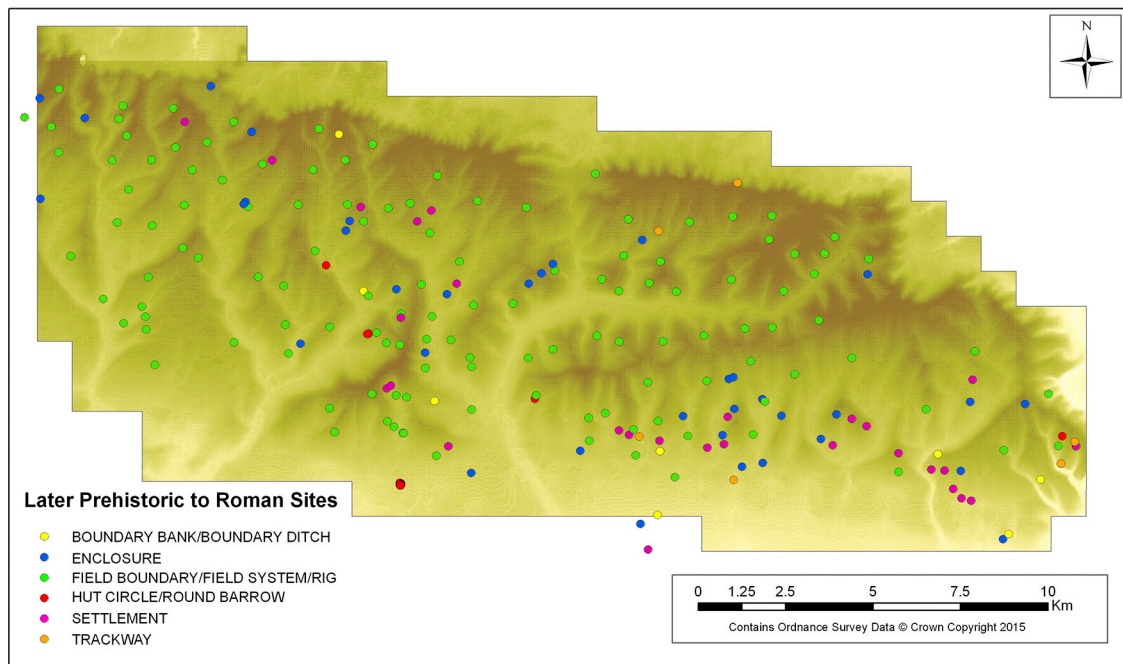 N
Later Prehistoric to Roman Sites
BOUNDARY BANK/BOUNDARY DITCH
ENCLOSURE
FIELD BOUNDARY/FIELD SYSTEM/RIG
HUT CIRCLE/ROUND BARROW
SETTLEMENT
TRACKWAY
0 1.25 2.5 5 7.5 10
Km
Contains Ordnance Survey Data © Crown Copyright 2015